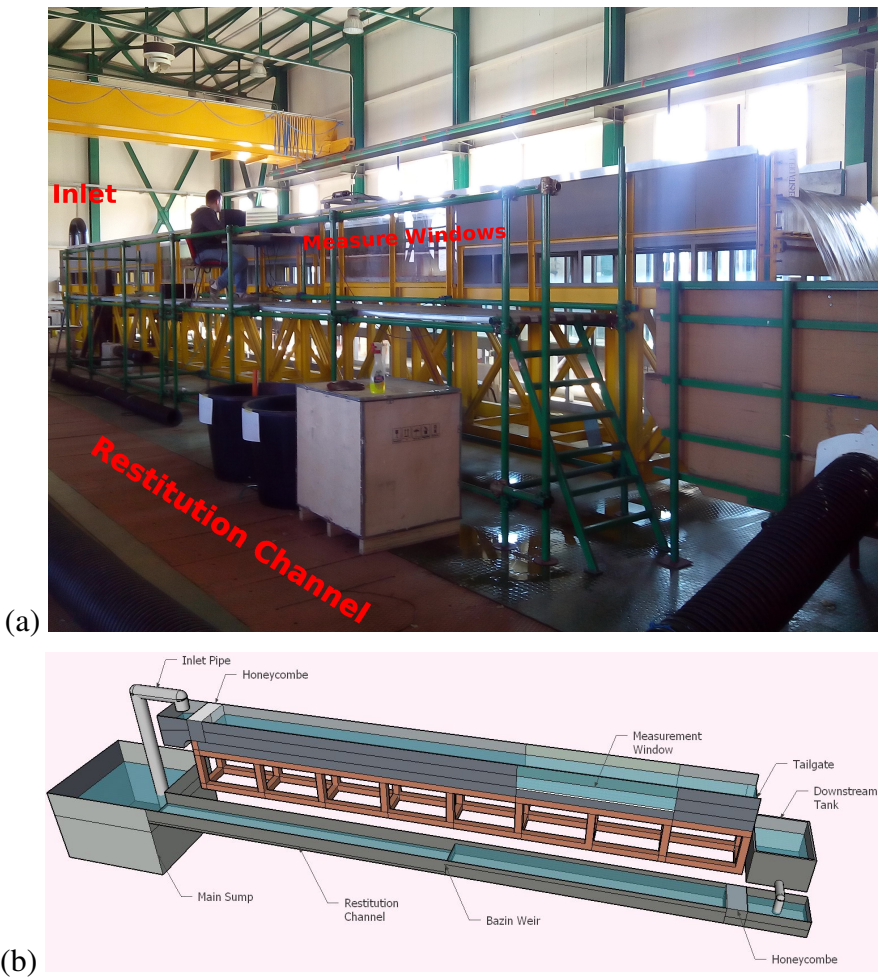 Inlet
Measure Windows
Restitution Channel
(a)
Inlet Pipe
Honeycombe
Measurement
Window
Tailgate
Downstream
Tank
Main Sump
Restitution
Channel
Bazin Weir
Honeycombe
(b)